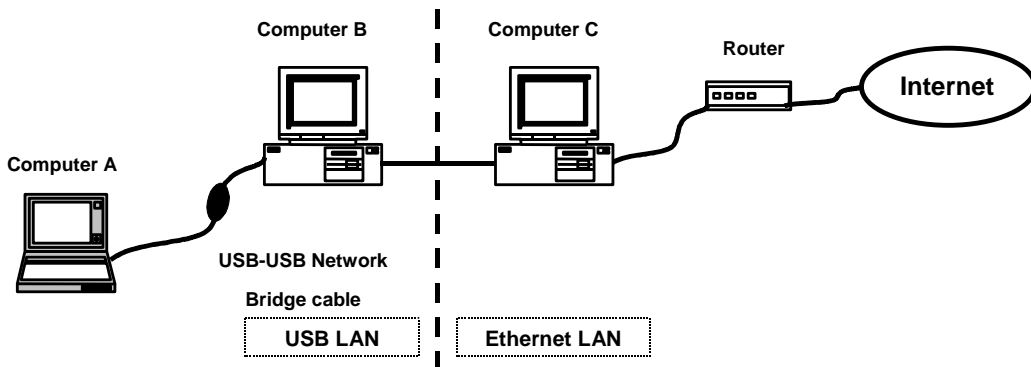 Computer B
Computer C
Router
Internet
Computer A
USB-USB Network
Bridge cable
USB LAN
Ethernet LAN